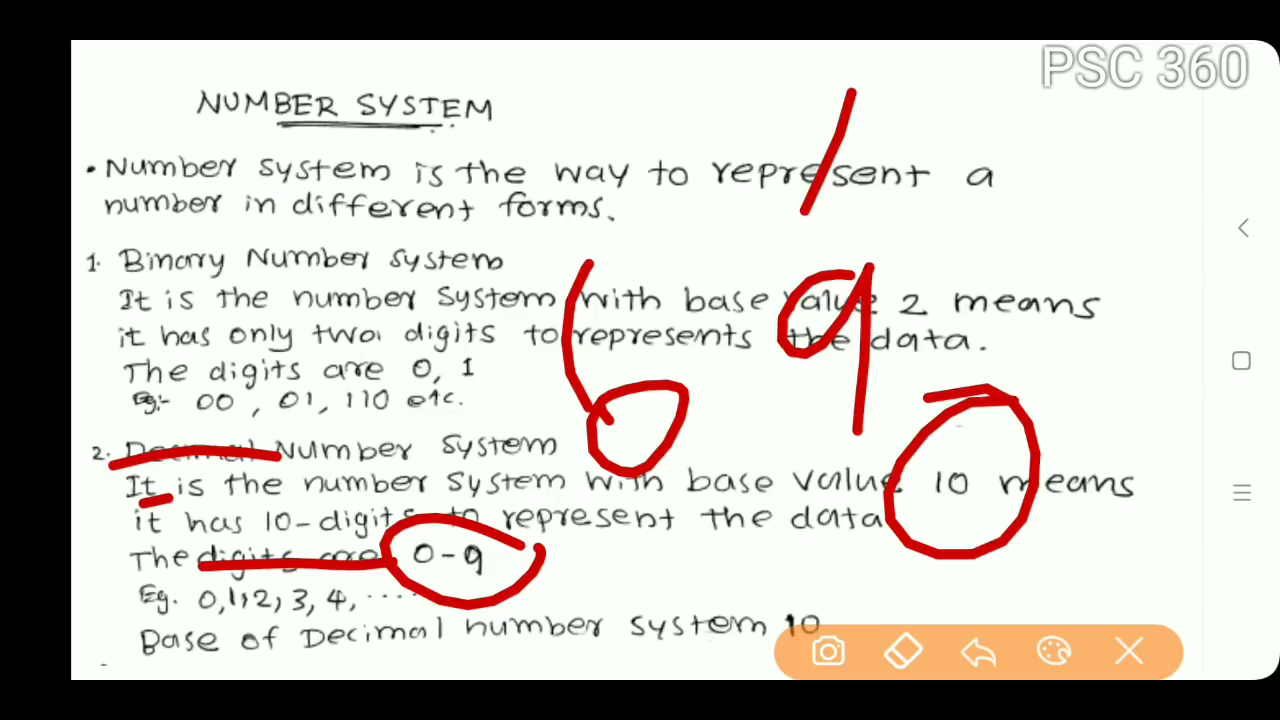 PSC 360
NUMBER SYSTEM
• Number system is the way to represent a
number in different forms.
1. Binary Number system
It is the number system with base value 2 means
it has only two digits to represents the data.
The digits are 0, 1
Eg:- 00, 01, 110 etc.
2. Decimal Number system
It is the number system with base value 10 means
it has 10-digits to represent the data
The digits are 0-9
Eg. 0,1,2, 3, 4, ....
Base of Decimal number system 10
1
6 9